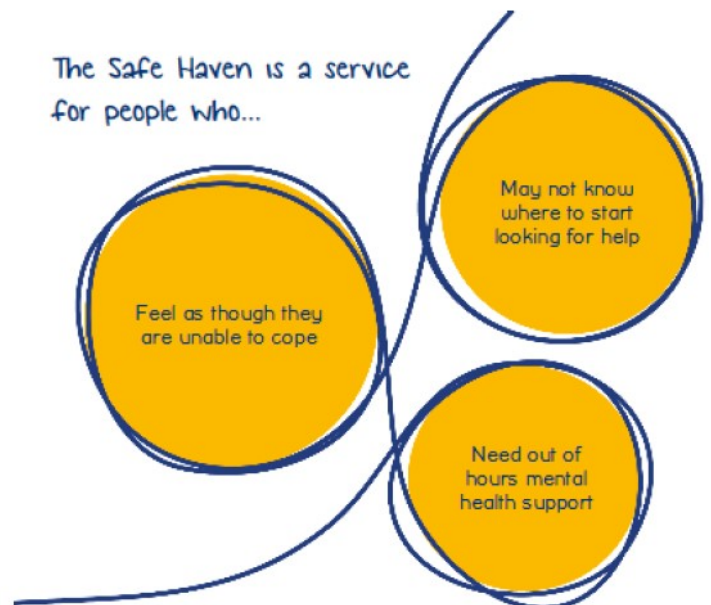 The Safe Haven is a service
for people who...
May not know
where to start
looking for help
Feel as though they
are unable to cope
Need out of
hours mental
health support